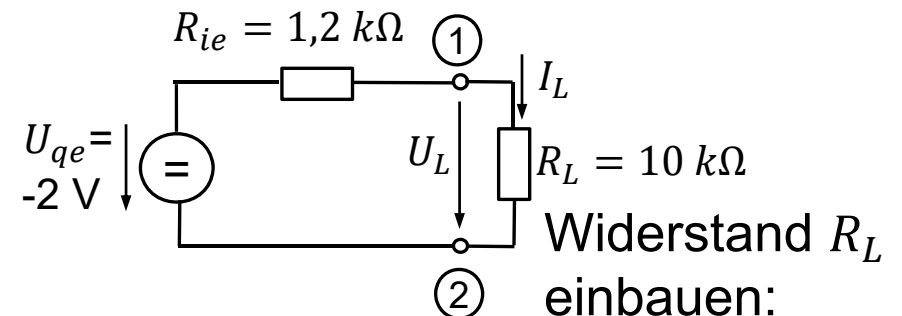 R_ie = 1,2 kΩ
1
I_L
U_qe=
-2 V
=
U_L
R_L = 10 kΩ
Widerstand R_L
einbauen:
2